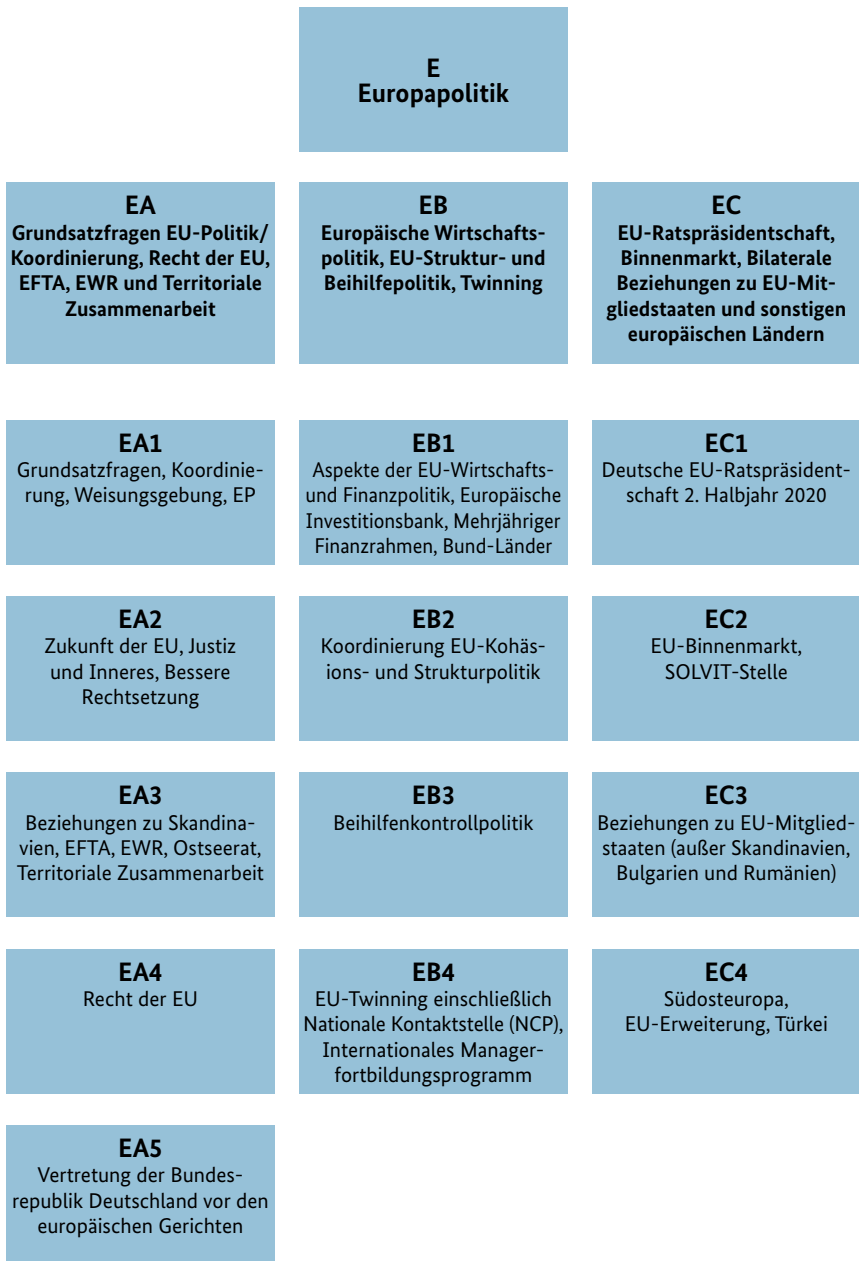 E
Europapolitik
EA
Grundsatzfragen EU-Politik/
Koordinierung, Recht der EU,
EFTA, EWR und Territoriale
Zusammenarbeit
EB
Europäische Wirtschafts-
politik, EU-Struktur- und
Beihilfepolitik, Twinning
EC
EU-Ratspräsidentschaft,
Binnenmarkt, Bilaterale
Beziehungen zu EU-Mit-
gliedstaaten und sonstigen
europäischen Ländern
EA1
Grundsatzfragen, Koordinie-
rung, Weisungsgebung, EP
EB1
Aspekte der EU-Wirtschafts-
und Finanzpolitik, Europäische
Investitionsbank, Mehrjähriger
Finanzrahmen, Bund-Länder
EC1
Deutsche EU-Ratspräsident-
schaft 2. Halbjahr 2020
EA2
Zukunft der EU, Justiz
und Inneres, Bessere
Rechtsetzung
EB2
Koordinierung EU-Kohäs-
ions- und Strukturpolitik
EC2
EU-Binnenmarkt,
SOLVIT-Stelle
EA3
Beziehungen zu Skandina-
vien, EFTA, EWR, Ostseerat,
Territoriale Zusammenarbeit
EB3
Beihilfenkontrollpolitik
EC3
Beziehungen zu EU-Mitglied-
staaten (außer Skandinavien,
Bulgarien und Rumänien)
EA4
Recht der EU
EB4
EU-Twinning einschließlich
Nationale Kontaktstelle (NCP),
Internationales Manager-
fortbildungsprogramm
EC4
Südosteuropa,
EU-Erweiterung, Türkei
EA5
Vertretung der Bundes-
republik Deutschland vor den
europäischen Gerichten